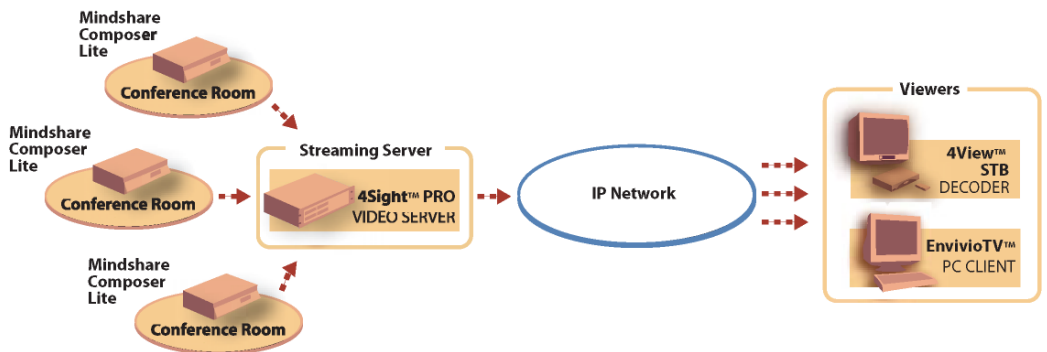 Mindshare
Composer
Lite
Conference Room
Mindshare
Composer
Lite
Conference Room
Mindshare
Composer
Lite
Conference Room
Streaming Server
4Sight™ PRO
VIDEO SERVER
IP Network
Viewers
4View™
STB
DECODER
EnvivioTV™
PC CLIENT